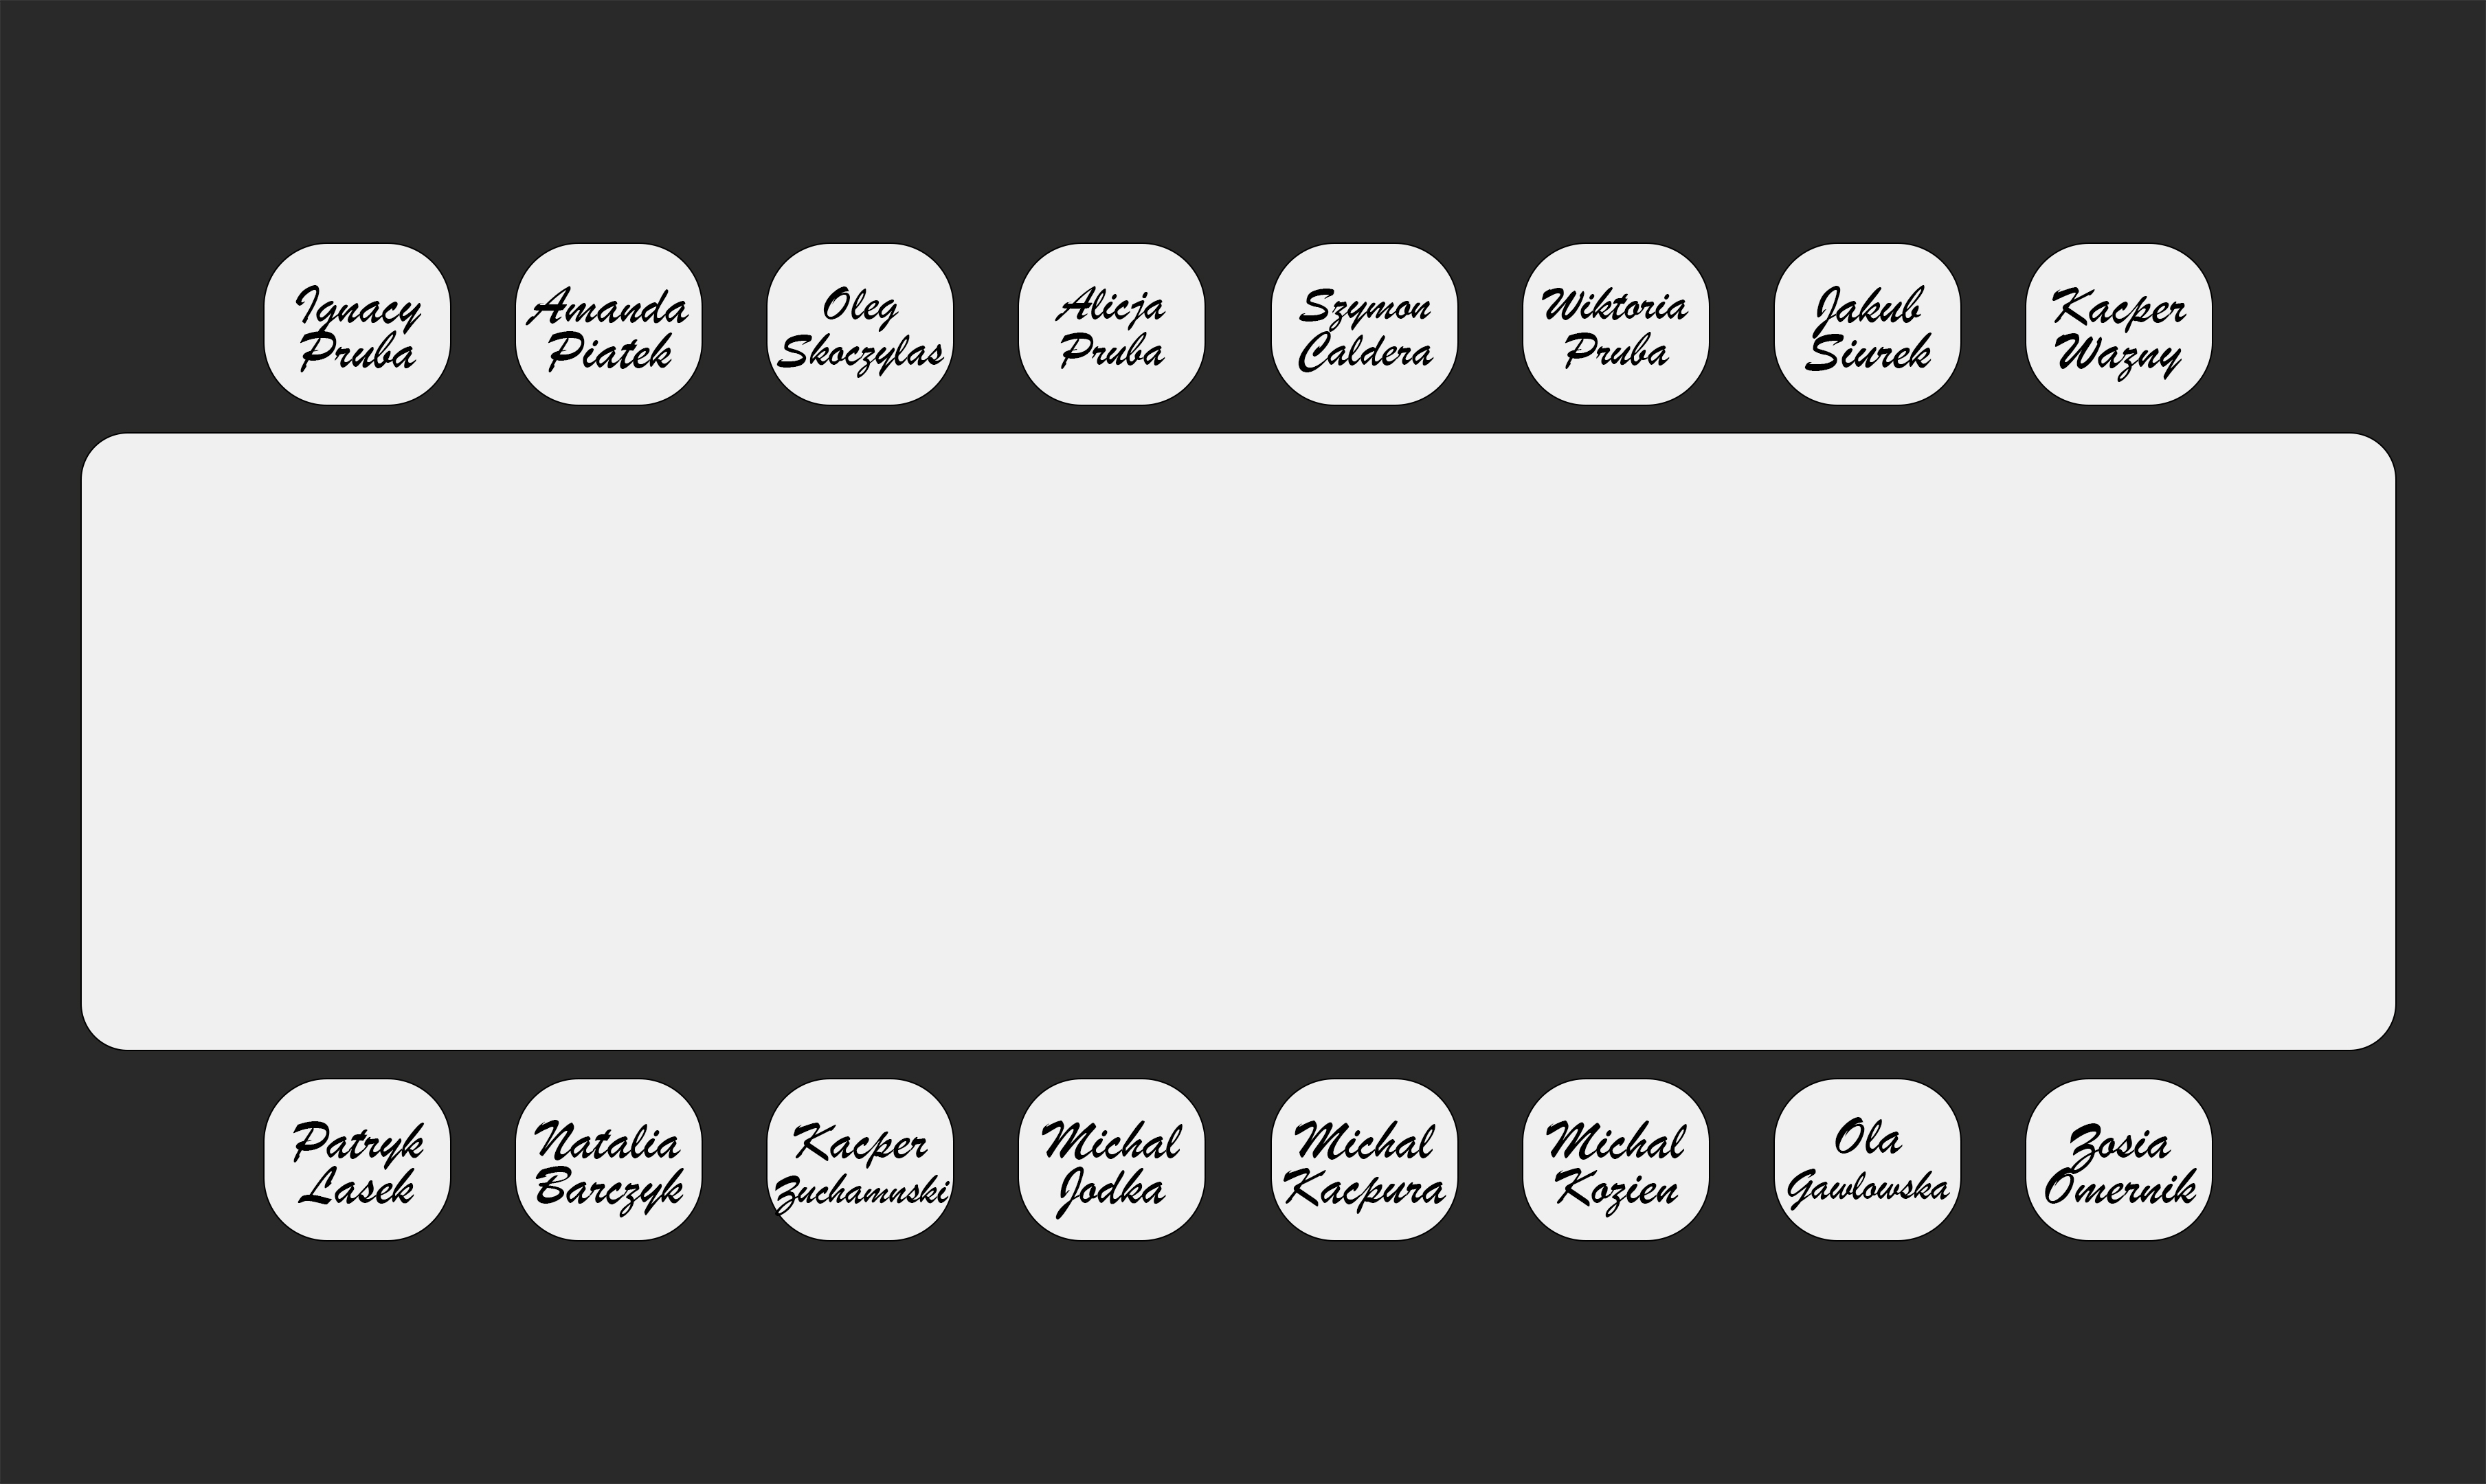 Ignacy
Pruba
Amanda
Piatek
Oleg
Skoczylas
Alicja
Pruba
Szymon
Caldera
Wiktoria
Pruba
Jakub
Siurek
Kacper
Wazny
Patryk
Lasek
Natalia
Barczyk
Kacper
Zuchamnski
Michal
Jodka
Michal
Kacpura
Michal
Kozien
Ola
Gawlowska
Zosia
Omernik